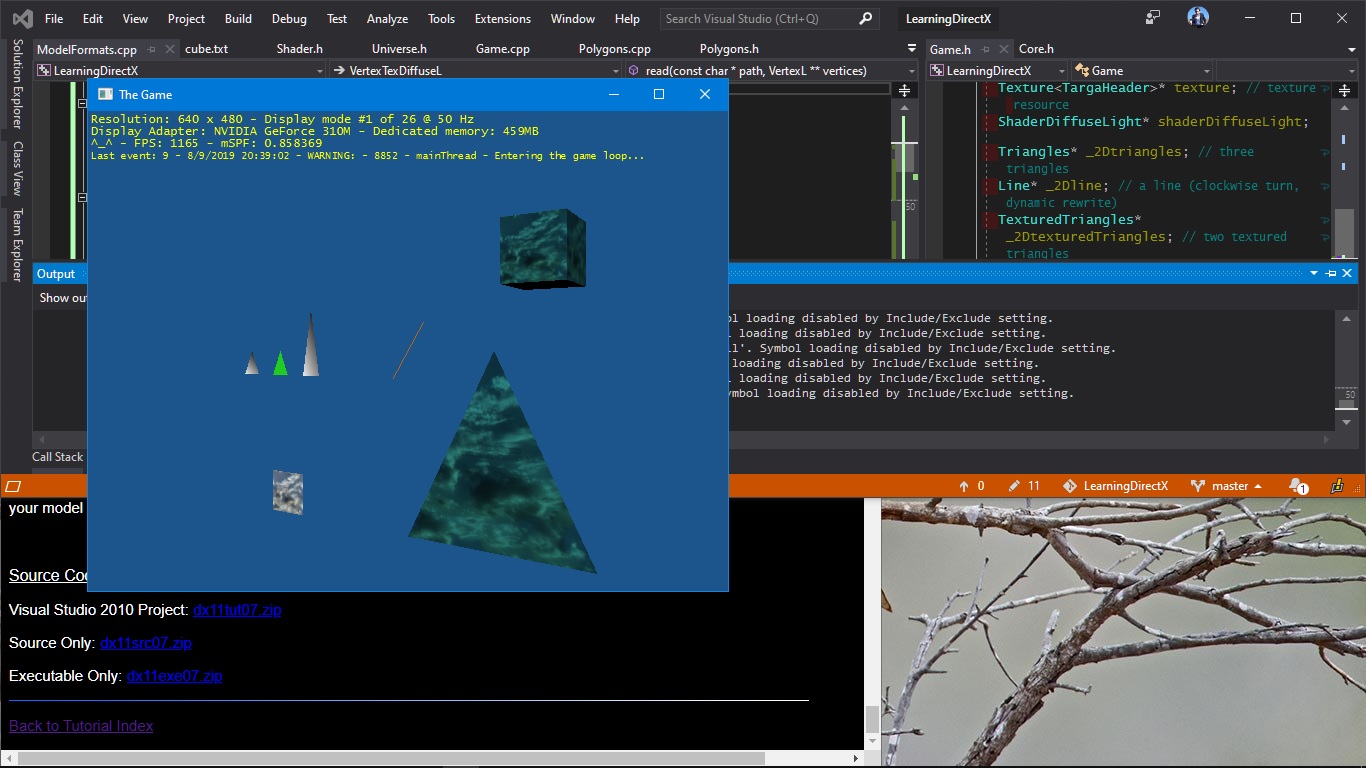 File Edit View Project Build Debug Test Analyze Tools Extensions Window Help Search Visual Studio (Ctrl+Q) LearningDirectX
ModelFormats.cpp cube.txt Shader.h Universe.h Game.cpp Polygons.cpp Polygons.h Game.h Core.h
LearningDirectX VertexTexDiffuseL read(const char * path, VertexL ** vertices) LearningDirectX Game
Solution Explorer
Class View
Team Explorer
The Game
Resolution: 640 x 480 - Display mode #1 of 26 @ 50 Hz
Display Adapter: NVIDIA GeForce 310M - Dedicated memory: 459MB
^_^ - FPS: 1165 - mSPF: 0.858369
Last event: 9 - 8/9/2019 20:39:02 - WARNING: - 8852 - mainThread - Entering the game loop...
50
Texture<TargaHeader>* texture; // texture
resource
ShaderDiffuseLight* shaderDiffuseLight;
Triangles* _2Dtriangles; // three
triangles
Line* _2Dline; // a line (clockwise turn,
dynamic rewrite)
TexturedTriangles*
_2DtexturedTriangles; // two textured
triangles
Output
Show
loading disabled by Include/Exclude setting.
loading disabled by Include/Exclude setting.
ll'. Symbol loading disabled by Include/Exclude setting.
loading disabled by Include/Exclude setting.
loading disabled by Include/Exclude setting.
ymbol loading disabled by Include/Exclude setting.
50
Call Stack
0 11 LearningDirectX master 1
your model
Source
Visual Studio 2010 Project: dx11tut07.zip
Source Only: dx11src07.zip
Executable Only: dx11exe07.zip
Back to Tutorial Index